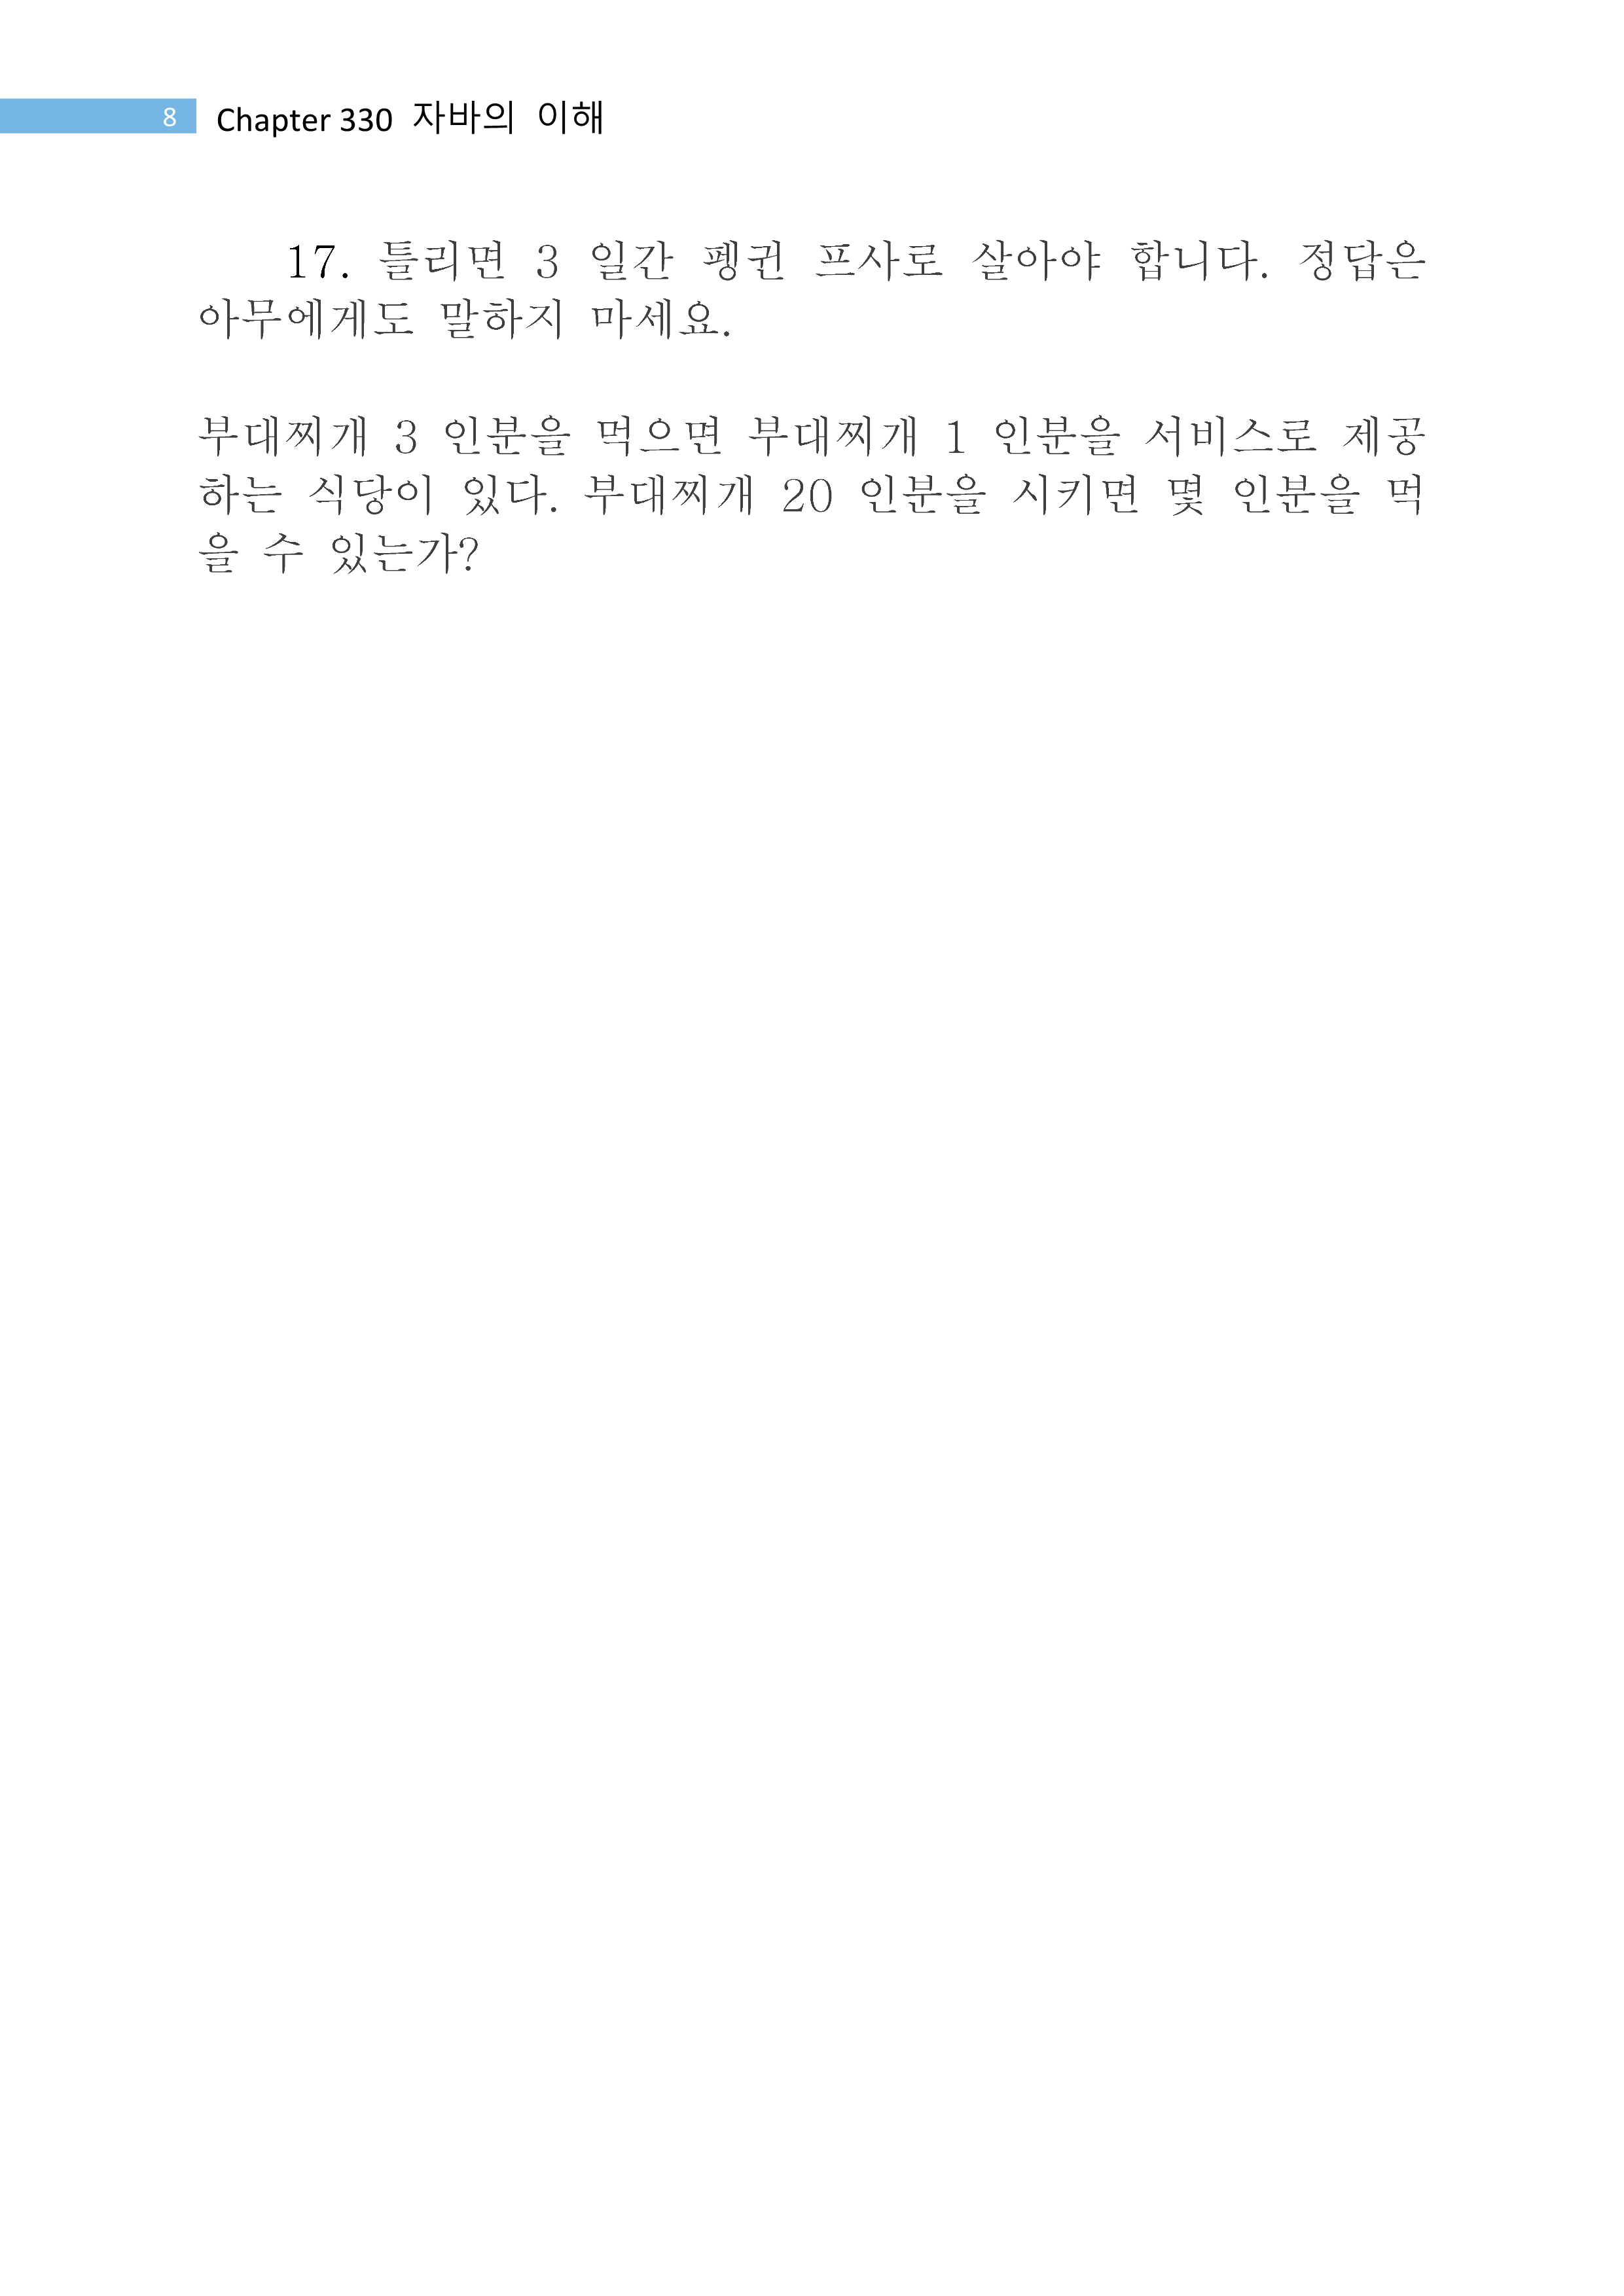 8 Chapter 330 자바의 이해
17. 틀리면 3 일간 펭귄 프사로 살아야 합니다. 정답은
아무에게도 말하지 마세요.
부대찌개 3 인분을 먹으면 부대찌개 1 인분을 서비스로 제공
하는 식당이 있다. 부대찌개 20 인분을 시키면 몇 인분을 먹
을 수 있는가?